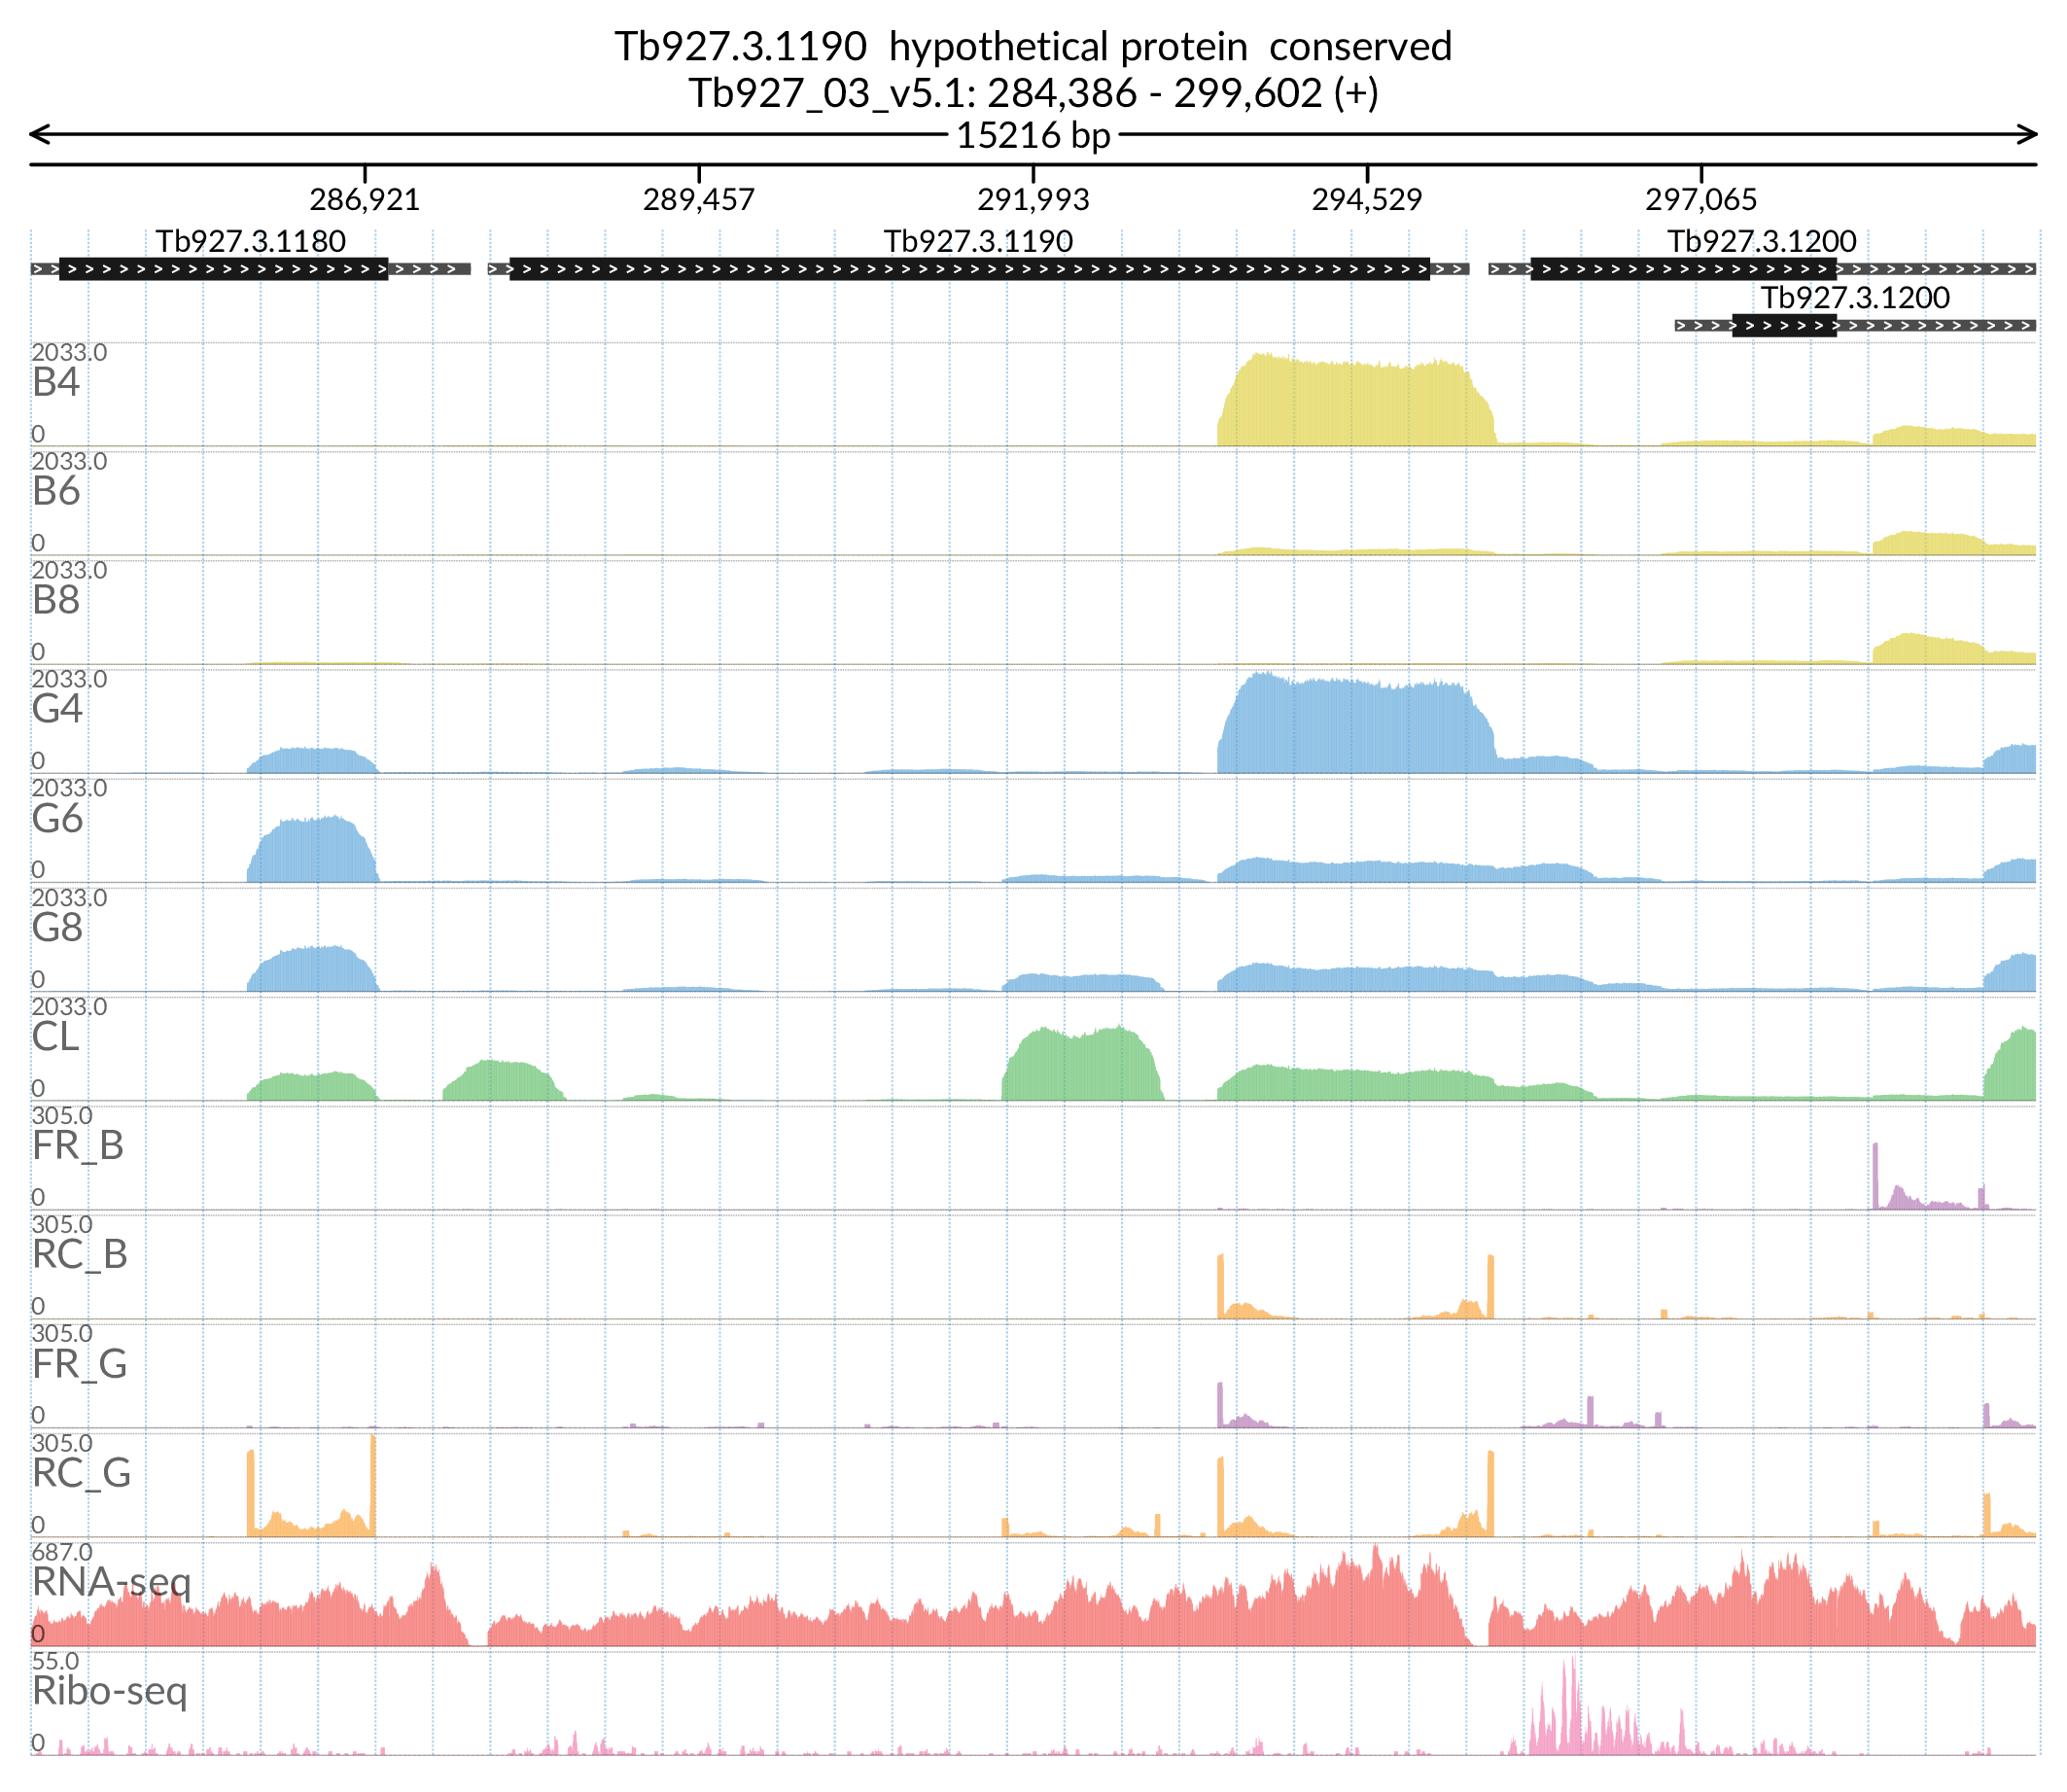 Tb927.3.1190  hypothetical protein  conserved
Tb927_03_v5.1: 284,386 - 299,602 (+)
15216 bp
286,921 289,457 291,993 294,529 297,065
Tb927.3.1180 Tb927.3.1190 Tb927.3.1200
Tb927.3.1200
2033.0
B4
0
2033.0
B6
0
2033.0
B8
0
2033.0
G4
0
2033.0
G6
0
2033.0
G8
0
2033.0
CL
0
305.0
FR_B
0
305.0
RC_B
0
305.0
FR_G
0
305.0
RC_G
0
687.0
RNA-seq
0
55.0
Ribo-seq
0